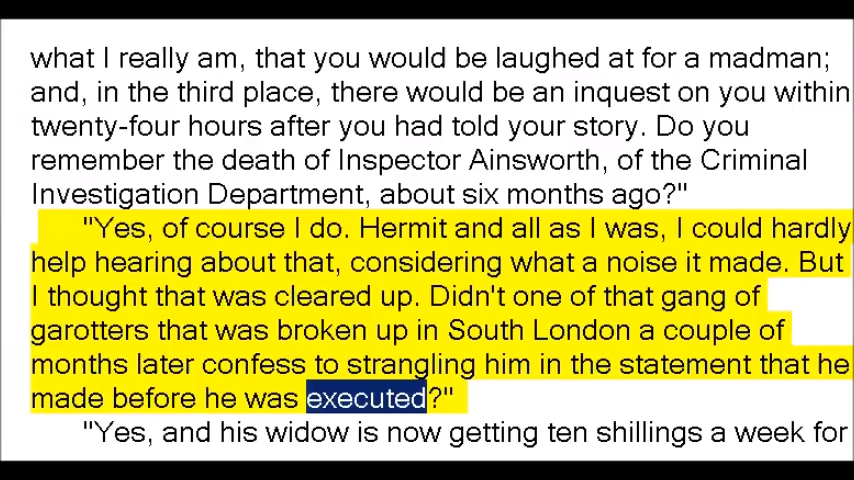 what I really am, that you would be laughed at for a madman;
and, in the third place, there would be an inquest on you within
twenty-four hours after you had told your story. Do you
remember the death of Inspector Ainsworth, of the Criminal
Investigation Department, about six months ago?"
"Yes, of course I do. Hermit and all as I was, I could hardly
help hearing about that, considering what a noise it made. But
I thought that was cleared up. Didn't one of that gang of
garotters that was broken up in South London a couple of
months later confess to strangling him in the statement that he
made before he was executed?"
"Yes, and his widow is now getting ten shillings a week for